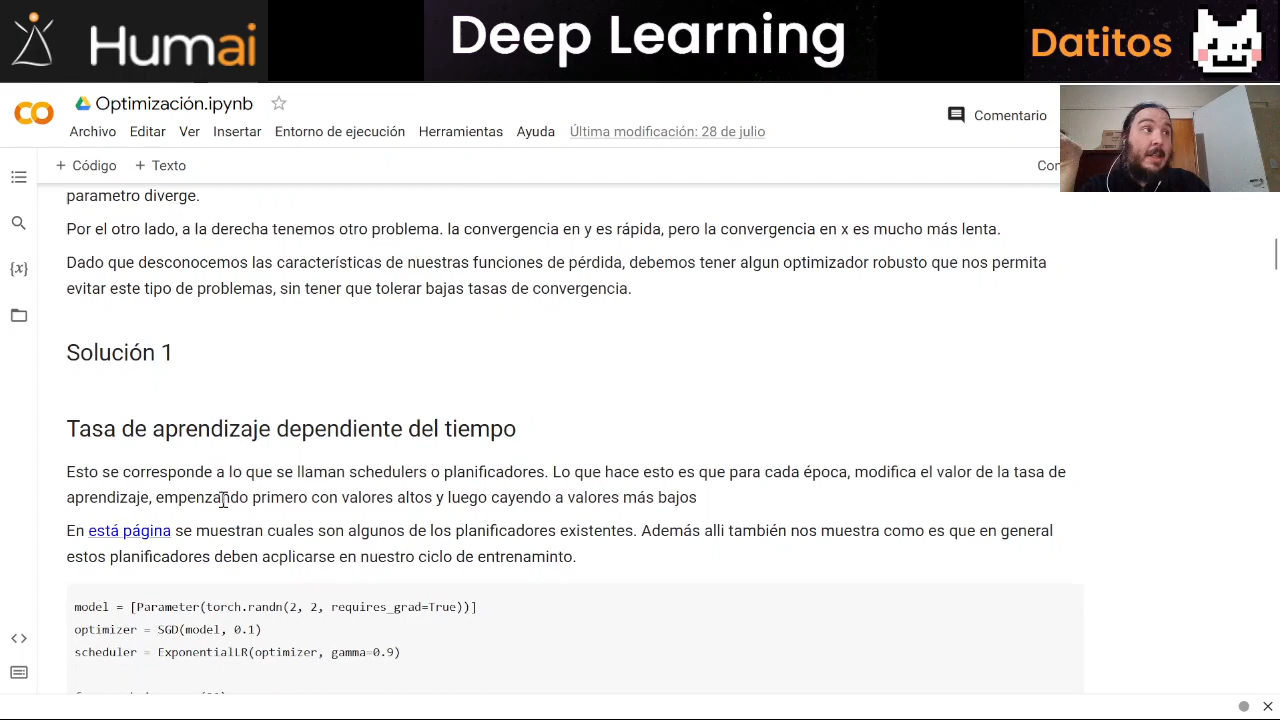 Humai
Deep Learning
Datitos
Optimización.ipynb
Archivo Editar Ver Insertar Entorno de ejecución Herramientas Ayuda Última modificación: 28 de julio
Comentario
+ Código + Texto
Con
parametro diverge.
Por el otro lado, a la derecha tenemos otro problema. la convergencia en y es rápida, pero la convergencia en x es mucho más lenta.
Dado que desconocemos las características de nuestras funciones de pérdida, debemos tener algun optimizador robusto que nos permita
evitar este tipo de problemas, sin tener que tolerar bajas tasas de convergencia.
Solución 1
Tasa de aprendizaje dependiente del tiempo
Esto se corresponde a lo que se llaman schedulers o planificadores. Lo que hace esto es que para cada época, modifica el valor de la tasa de
aprendizaje, empenzando primero con valores altos y luego cayendo a valores más bajos
En está página se muestran cuales son algunos de los planificadores existentes. Además alli también nos muestra como es que en general
estos planificadores deben acplicarse en nuestro ciclo de entrenaminto.
model = [Parameter(torch.randn(2, 2, requires_grad=True))]
optimizer = SGD(model, 0.1)
scheduler = ExponentialLR(optimizer, gamma=0.9)